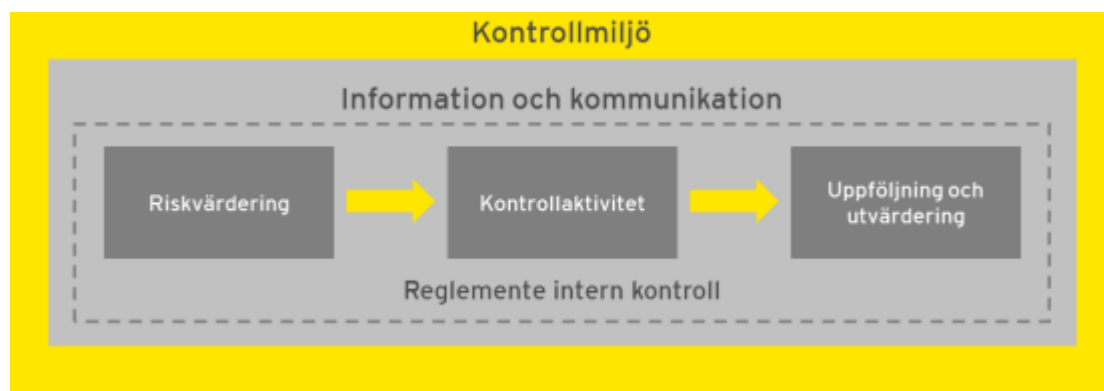 Kontrollmiljö
Information och kommunikation
Riskvärdering
Kontrollaktivitet
Uppföljning och
utvärdering
Reglemente intern kontroll